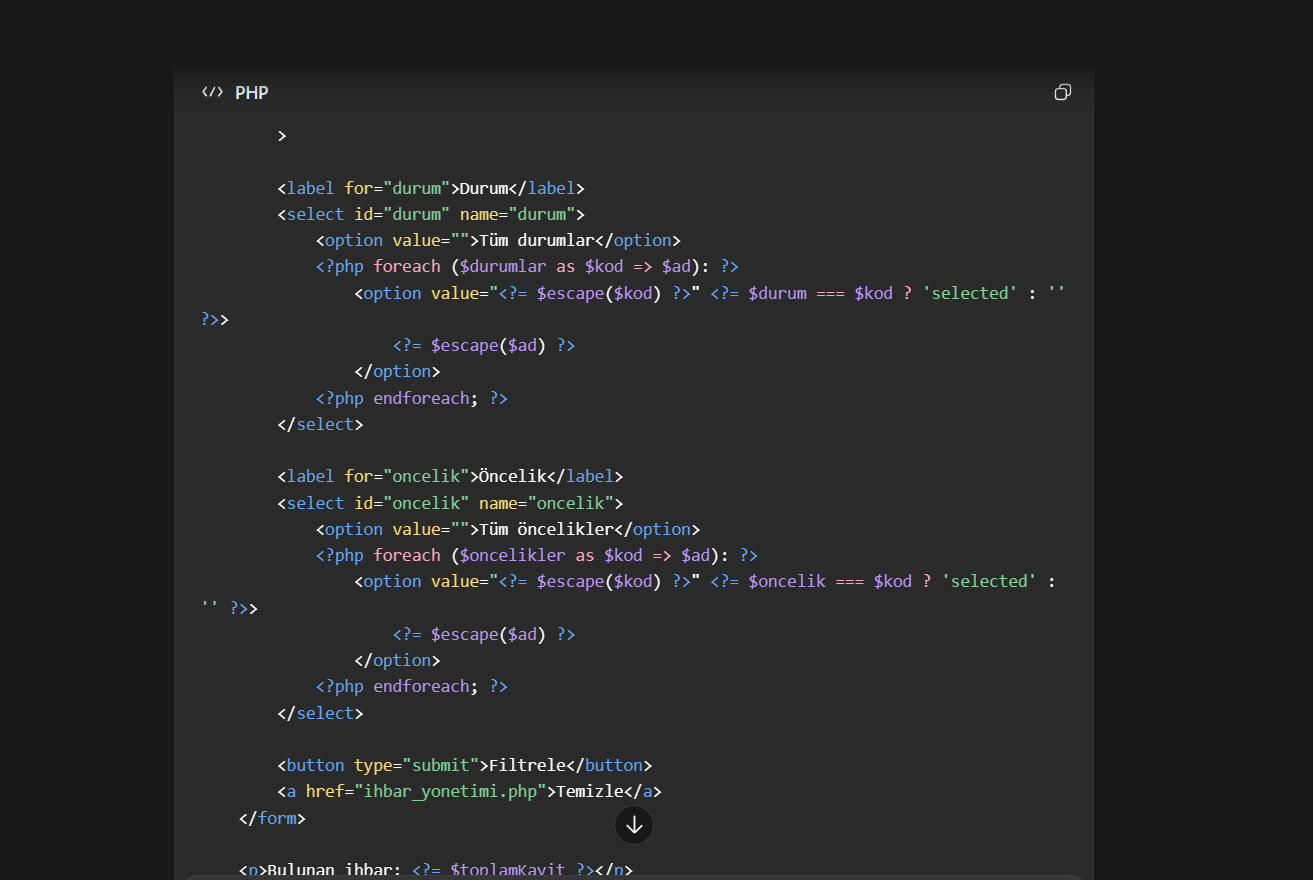 PHP
>
<label for="durum">Durum</label>
<select id="durum" name="durum">
<option value="">Tüm durumlar</option>
<?php foreach ($durumlar as $kod => $ad): ?>
<option value="<?= $escape($kod) ?>" <?= $durum === $kod ? 'selected' : ''
?>>
<?= $escape($ad) ?>
</option>
<?php endforeach; ?>
</select>
<label for="oncelik">Öncelik</label>
<select id="oncelik" name="oncelik">
<option value="">Tüm öncelikler</option>
<?php foreach ($oncelikler as $kod => $ad): ?>
<option value="<?= $escape($kod) ?>" <?= $oncelik === $kod ? 'selected' :
'' ?>>
<?= $escape($ad) ?>
</option>
<?php endforeach; ?>
</select>
<button type="submit">Filtrele</button>
<a href="ihbar_yonetimi.php">Temizle</a>
</form>
<p>Bulunan ihbar: <?= $toplamKayit ?></p>